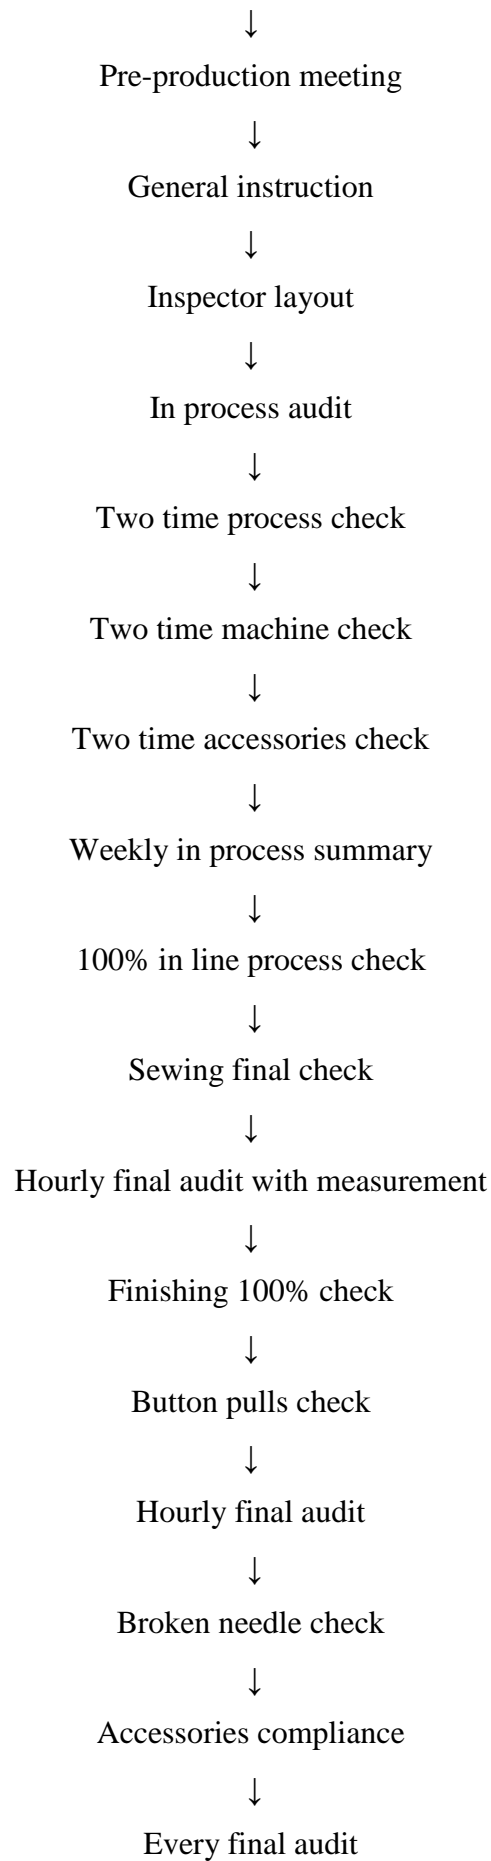 ↓
Pre-production meeting
↓
General instruction
↓
Inspector layout
↓
In process audit
↓
Two time process check
↓
Two time machine check
↓
Two time accessories check
↓
Weekly in process summary
↓
100% in line process check
↓
Sewing final check
↓
Hourly final audit with measurement
↓
Finishing 100% check
↓
Button pulls check
↓
Hourly final audit
↓
Broken needle check
↓
Accessories compliance
↓
Every final audit